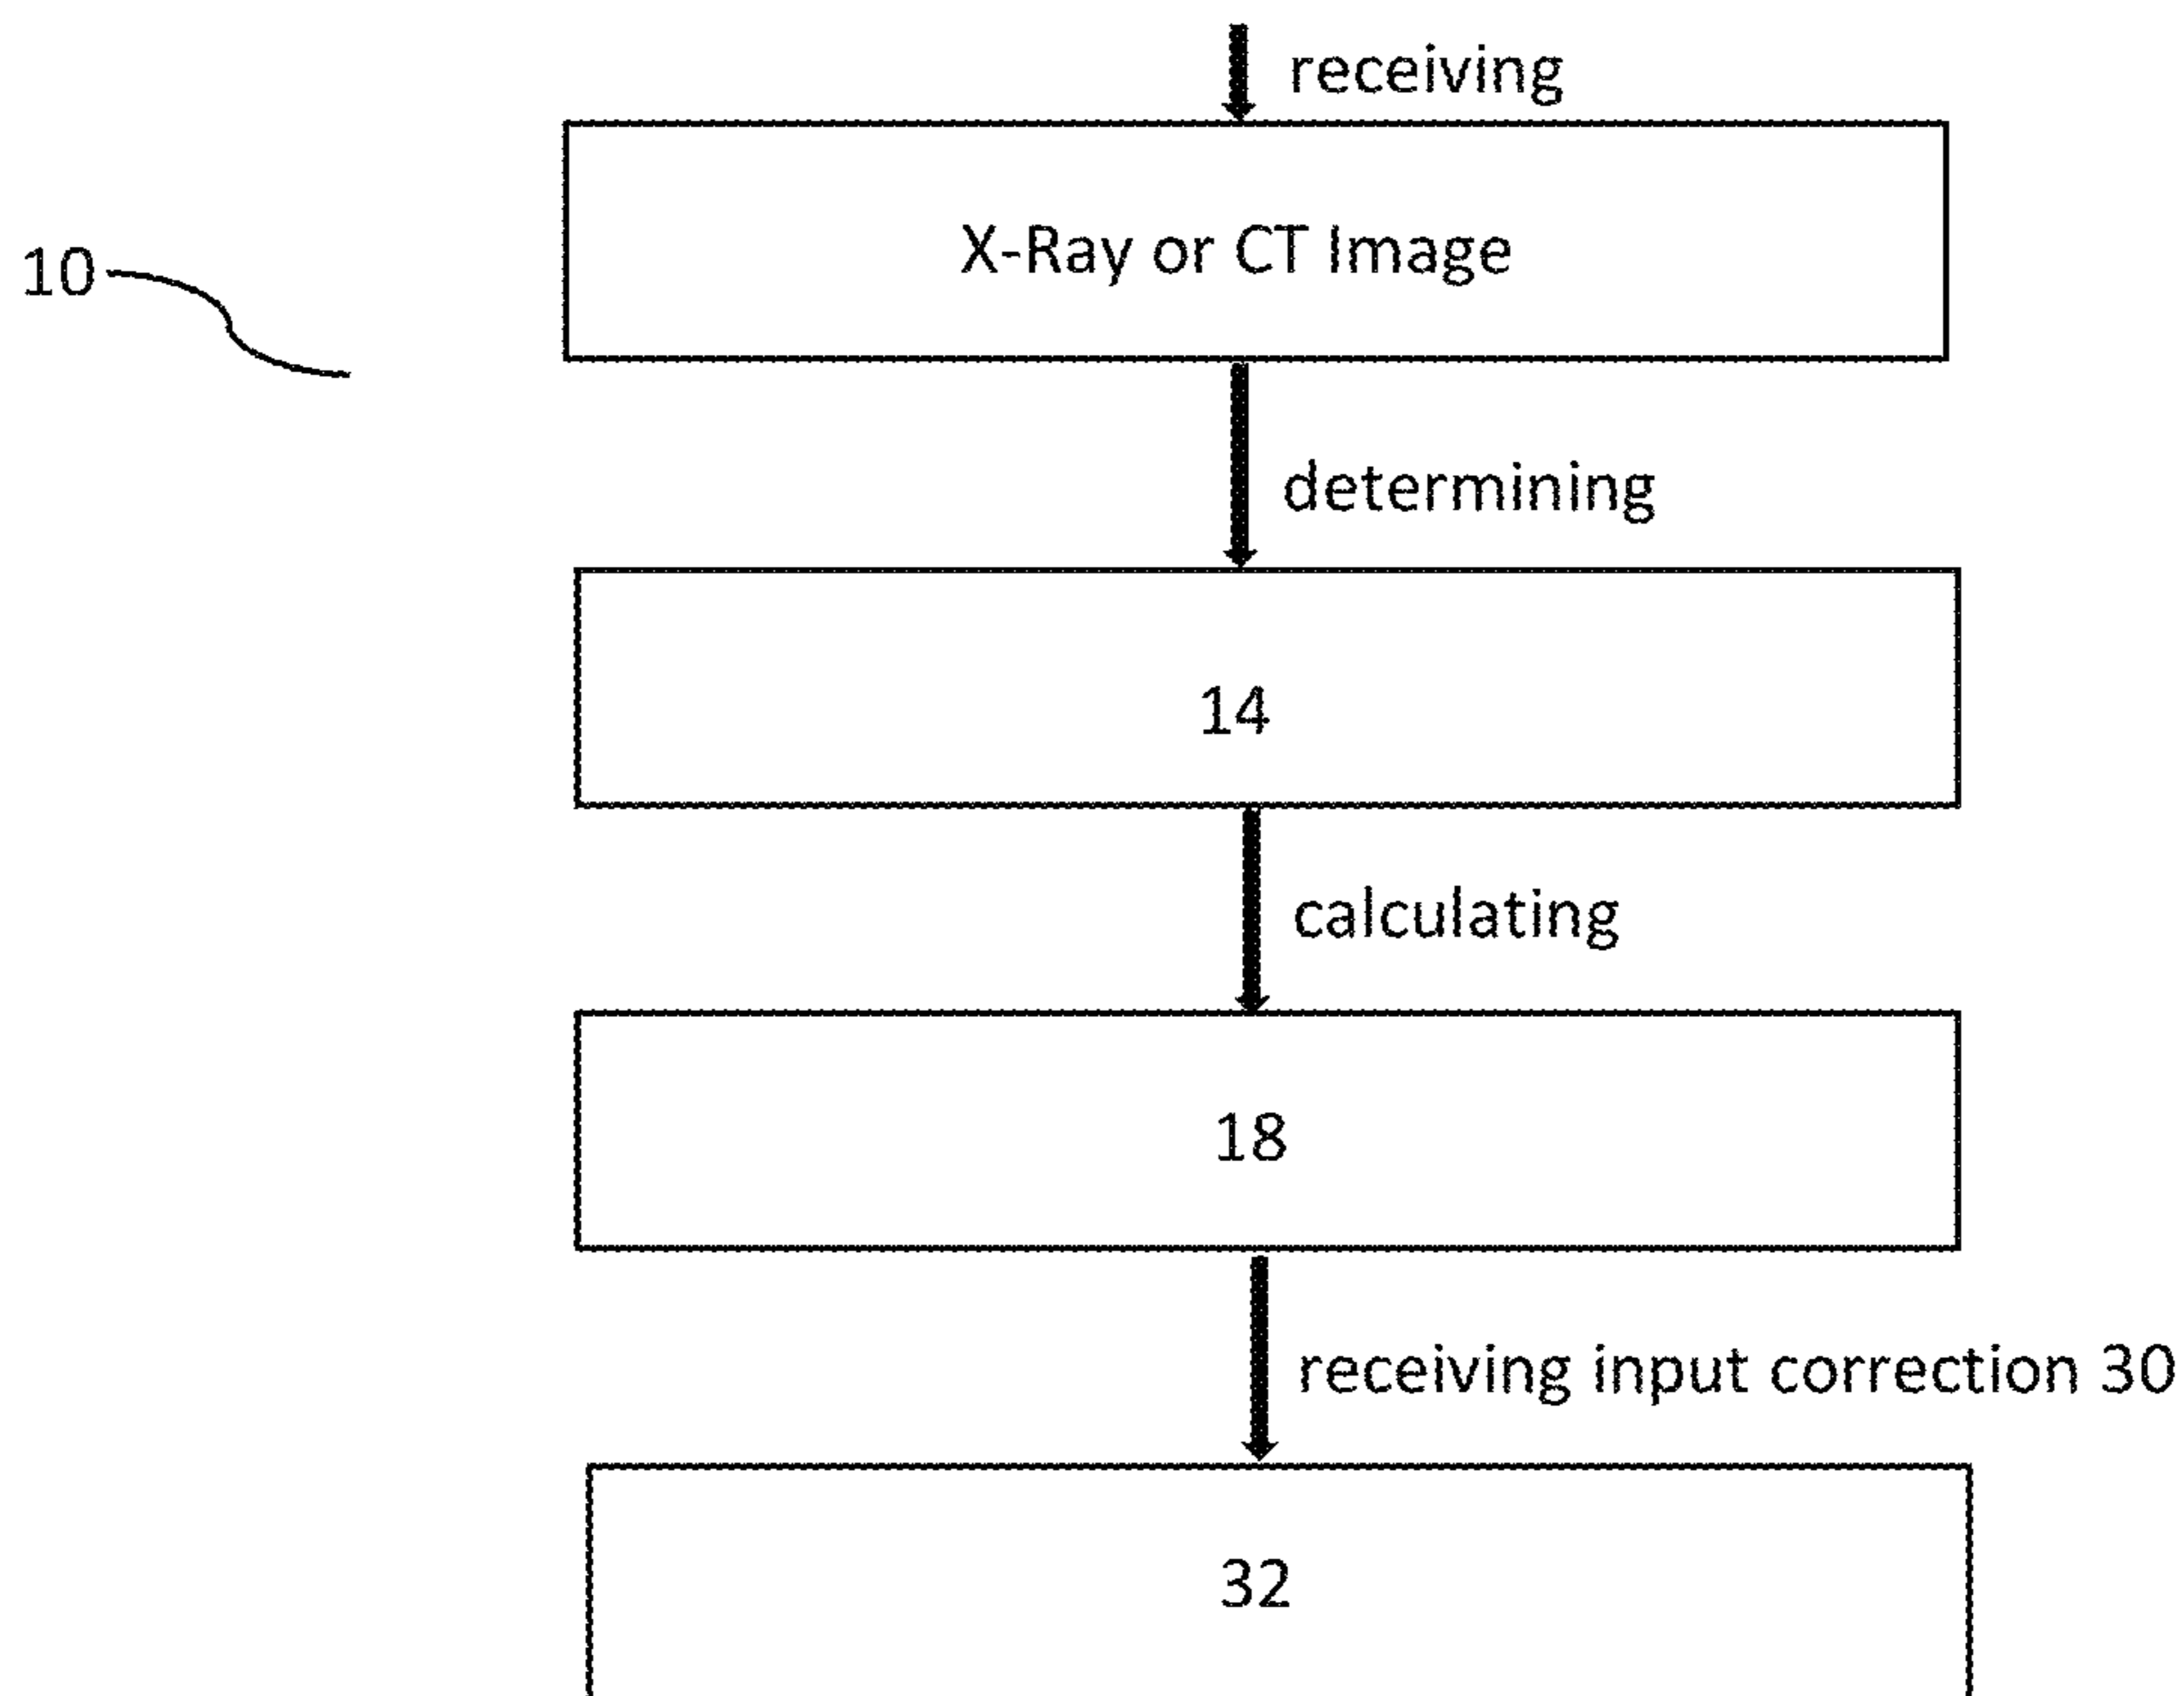 receiving
X-Ray or CT Image
10
determining
14
calculating
18
receiving input correction 30
32